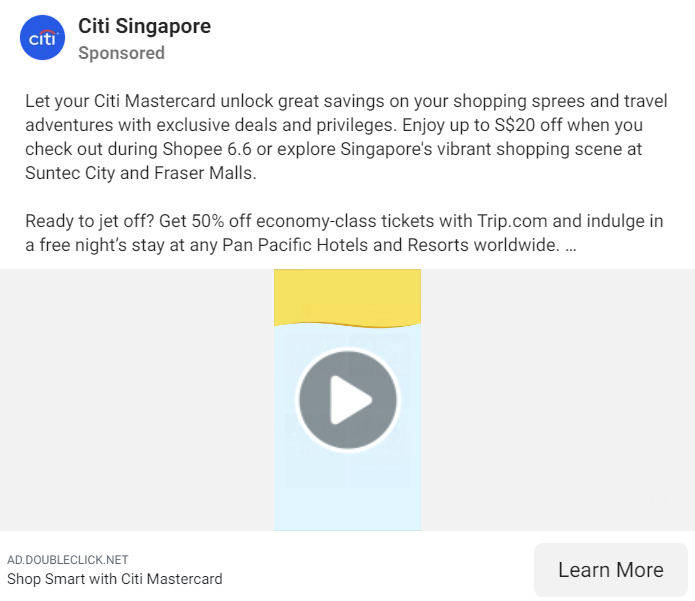 citi
Citi Singapore
Sponsored
Let your Citi Mastercard unlock great savings on your shopping sprees and travel
adventures with exclusive deals and privileges. Enjoy up to S$20 off when you
check out during Shopee 6.6 or explore Singapore's vibrant shopping scene at
Suntec City and Fraser Malls.
Ready to jet off? Get 50% off economy-class tickets with Trip.com and indulge in
a free night’s stay at any Pan Pacific Hotels and Resorts worldwide. ...
AD.DOUBLECLICK.NET
Shop Smart with Citi Mastercard
Learn More